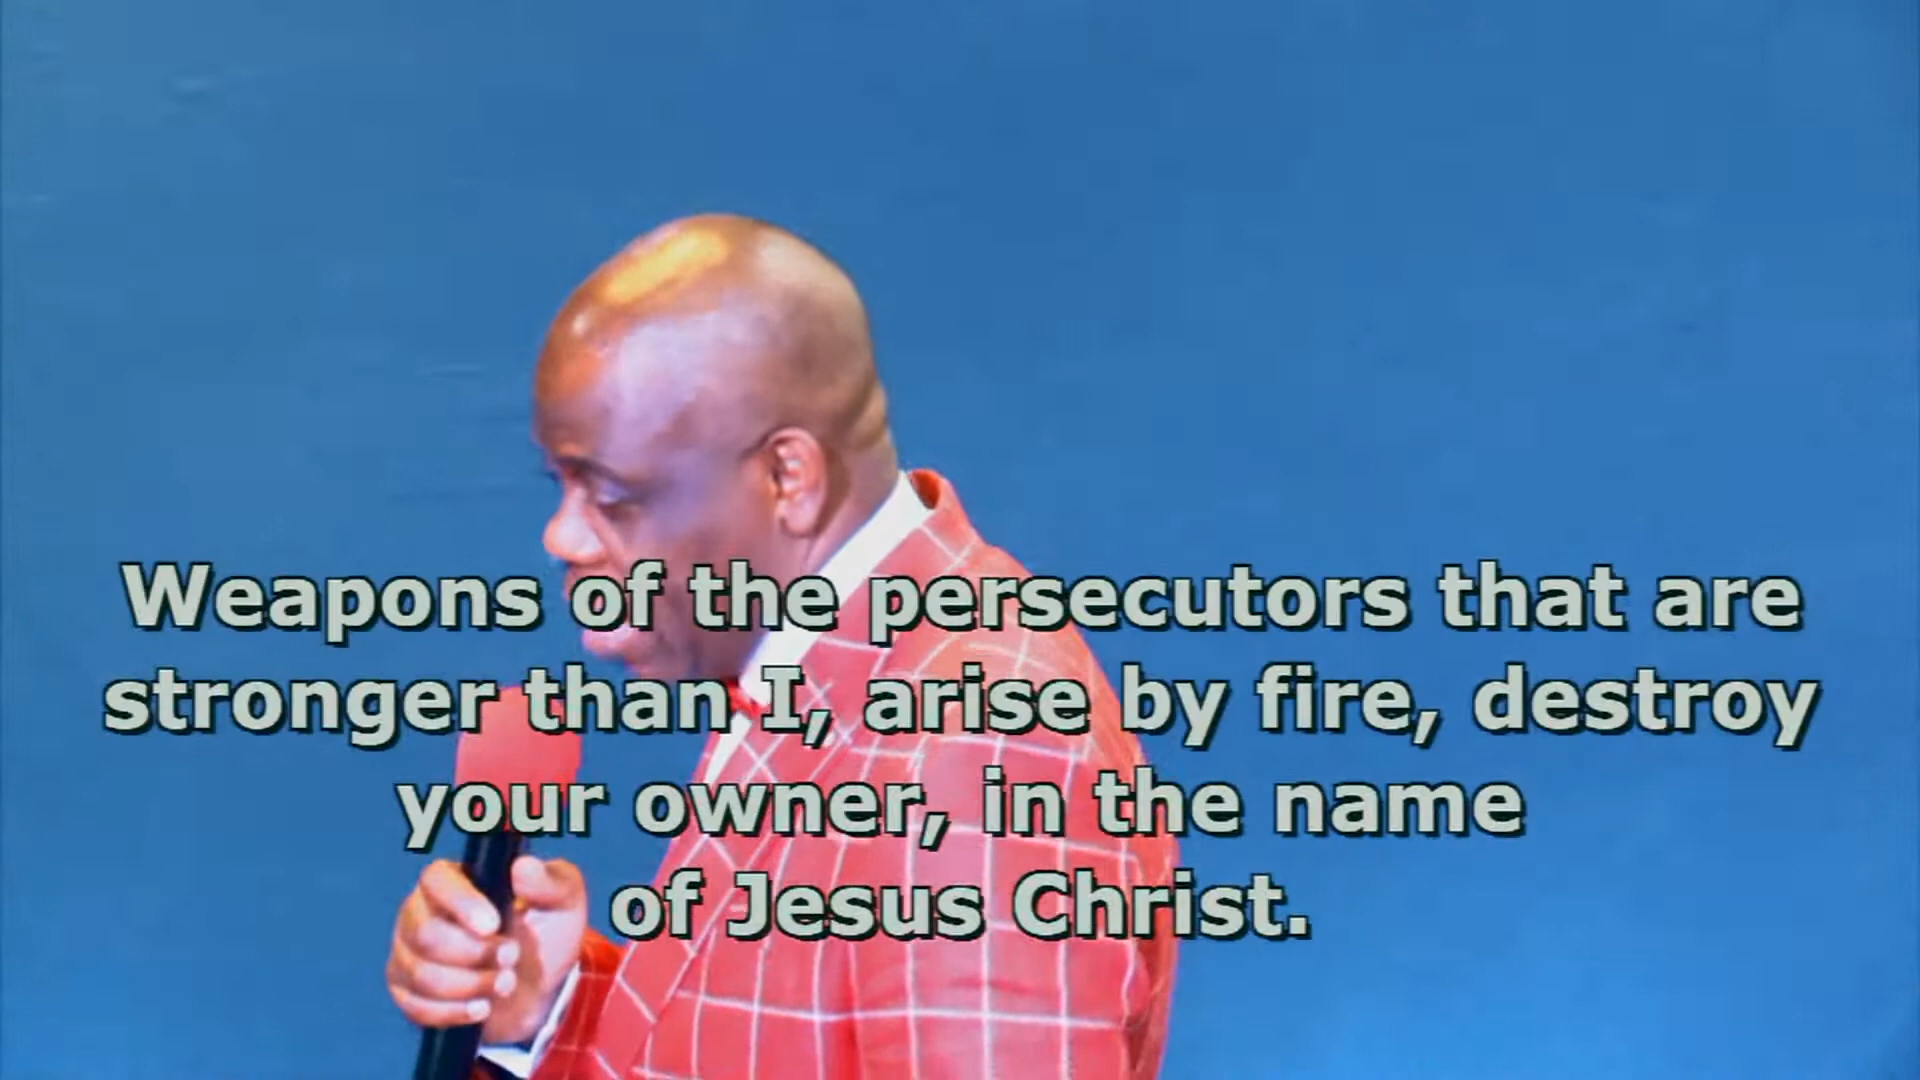 Weapons of the persecutors that are
stronger than I, arise by fire, destroy
your owner, in the name
of Jesus Christ.